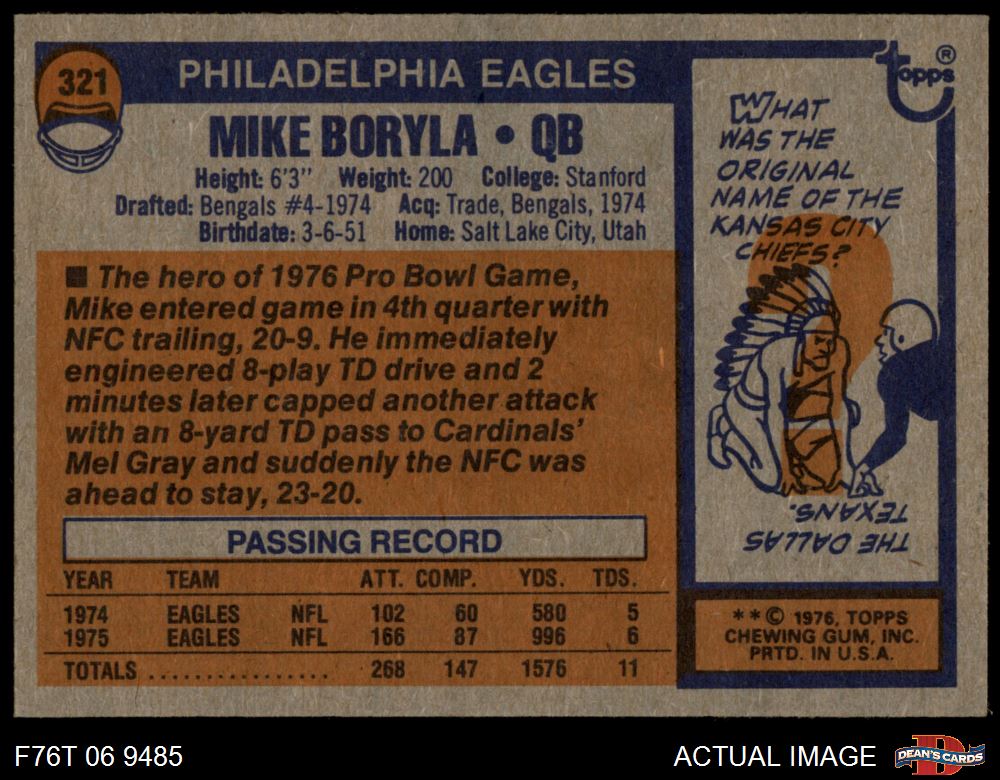 321
PHILADELPHIA EAGLES
MIKE BORYLA • QB
Height: 6'3" Weight: 200 College: Stanford
Drafted: Bengals #4-1974 Acq: Trade, Bengals, 1974
Birthdate: 3-6-51 Home: Salt Lake City, Utah
■ The hero of 1976 Pro Bowl Game,
Mike entered game in 4th quarter with
NFC trailing, 20-9. He immediately
engineered 8-play TD drive and 2
minutes later capped another attack
with an 8-yard TD pass to Cardinals'
Mel Gray and suddenly the NFC was
ahead to stay, 23-20.
PASSING RECORD
YEAR TEAM ATT. COMP. YDS. TDS.
1974 EAGLES NFL 102 60 580 5
1975 EAGLES NFL 166 87 996 6
TOTALS ................ 268 147 1576 11
topps®
WHAT
WAS THE
ORIGINAL
NAME OF THE
KANSAS CITY
CHIEFS?
THE DALLAS
TEXANS.
**© 1976, TOPPS
CHEWING GUM, INC.
PRTD. IN U.S.A.
F76T 06 9485
ACTUAL IMAGE
D
DEAN'S CARDS